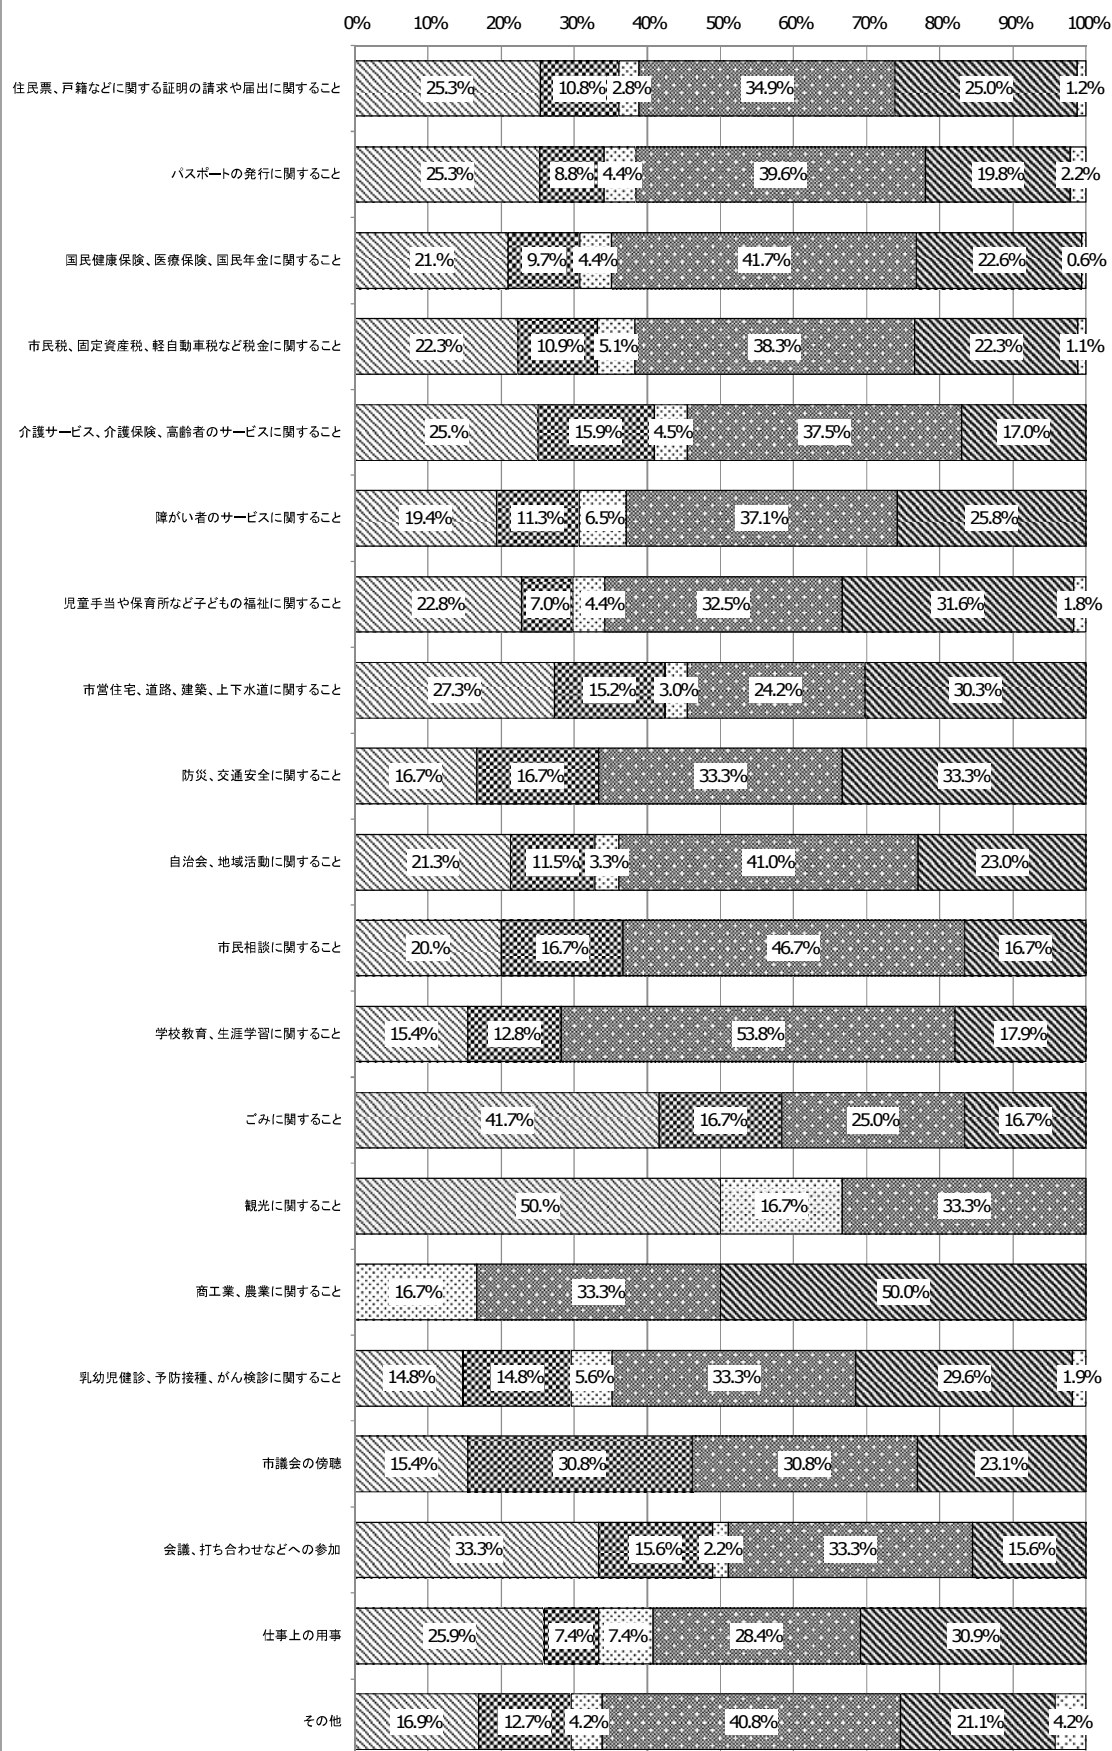 0% 10% 20% 30% 40% 50% 60% 70% 80% 90% 100%
住民票、戸籍などに関する証明の請求や届出に関すること 25.3% 10.8% 2.8% 34.9% 25.0% 1.2%
パスポートの発行に関すること 25.3% 8.8% 4.4% 39.6% 19.8% 2.2%
国民健康保険、医療保険、国民年金に関すること 21.% 9.7% 4.4% 41.7% 22.6% 0.6%
市民税、固定資産税、軽自動車税など税金に関すること 22.3% 10.9% 5.1% 38.3% 22.3% 1.1%
介護サービス、介護保険、高齢者のサービスに関すること 25.% 15.9% 4.5% 37.5% 17.0%
障がい者のサービスに関すること 19.4% 11.3% 6.5% 37.1% 25.8%
児童手当や保育所など子どもの福祉に関すること 22.8% 7.0% 4.4% 32.5% 31.6% 1.8%
市営住宅、道路、建築、上下水道に関すること 27.3% 15.2% 3.0% 24.2% 30.3%
防災、交通安全に関すること 16.7% 16.7% 33.3% 33.3%
自治会、地域活動に関すること 21.3% 11.5% 3.3% 41.0% 23.0%
市民相談に関すること 20.% 16.7% 46.7% 16.7%
学校教育、生涯学習に関すること 15.4% 12.8% 53.8% 17.9%
ごみに関すること 41.7% 16.7% 25.0% 16.7%
観光に関すること 50.% 16.7% 33.3%
商工業、農業に関すること 16.7% 33.3% 50.0%
乳幼児健診、予防接種、がん検診に関すること 14.8% 14.8% 5.6% 33.3% 29.6% 1.9%
市議会の傍聴 15.4% 30.8% 30.8% 23.1%
会議、打ち合わせなどへの参加 33.3% 15.6% 2.2% 33.3% 15.6%
仕事上の用事 25.9% 7.4% 7.4% 28.4% 30.9%
その他 16.9% 12.7% 4.2% 40.8% 21.1% 4.2%